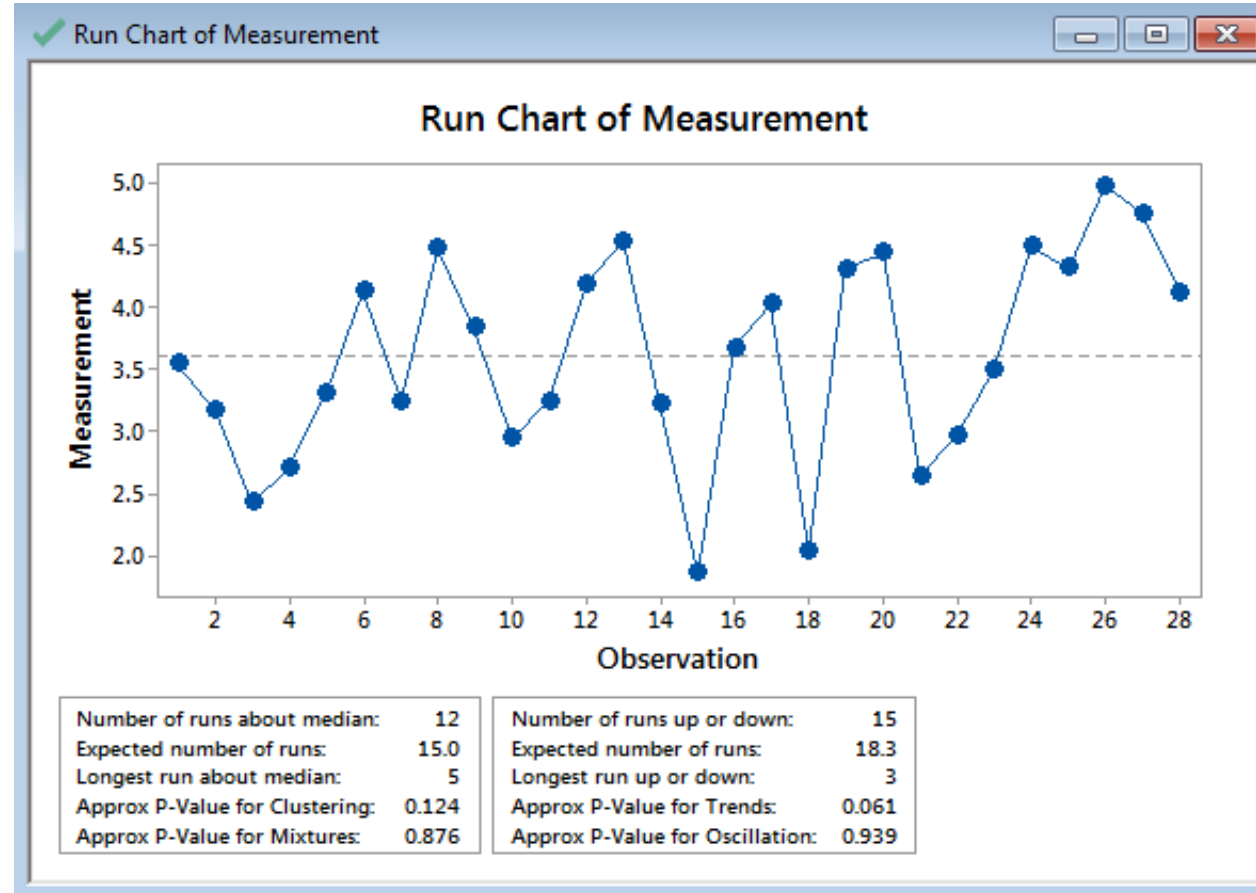 Run Chart of Measurement
Run Chart of Measurement
5.0
4.5
4.0
3.5
3.0
2.5
2.0
Measurement
2 4 6 8 10 12 14 16 18 20 22 24 26 28
Observation
Number of runs about median: 12
Expected number of runs: 15.0
Longest run about median: 5
Approx P-Value for Clustering: 0.124
Approx P-Value for Mixtures: 0.876
Number of runs up or down: 15
Expected number of runs: 18.3
Longest run up or down: 3
Approx P-Value for Trends: 0.061
Approx P-Value for Oscillation: 0.939